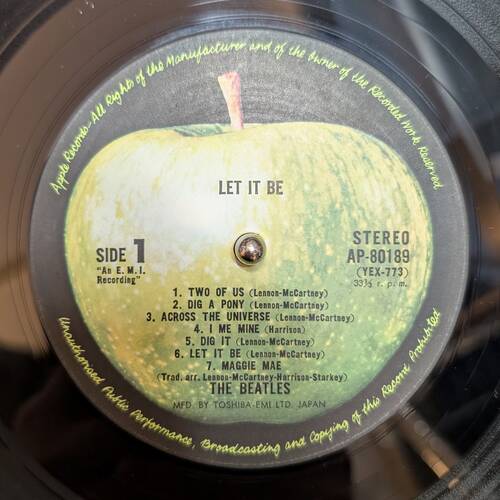 Apple Records-All Rights of the Manufacturer and of the Owner of the Recorded Work Reserved
LET IT BE
SIDE 1
"An E. M. I.
Recording"
STEREO
AP-80189
(YEX-773)
33⅓ r. p. m.
1. TWO OF US (Lennon-McCartney)
2. DIG A PONY (Lennon-McCartney)
3. ACROSS THE UNIVERSE (Lennon-McCartney)
4. I ME MINE (Harrison)
5. DIG IT (Lennon-McCartney)
6. LET IT BE (Lennon-McCartney)
7. MAGGIE MAE
(Trad. arr. Lennon-McCartney-Harrison-Starkey)
THE BEATLES
MFD. BY TOSHIBA-EMI LTD. JAPAN
Unauthorised Public Performance, Broadcasting and Copying of this Record Prohibited